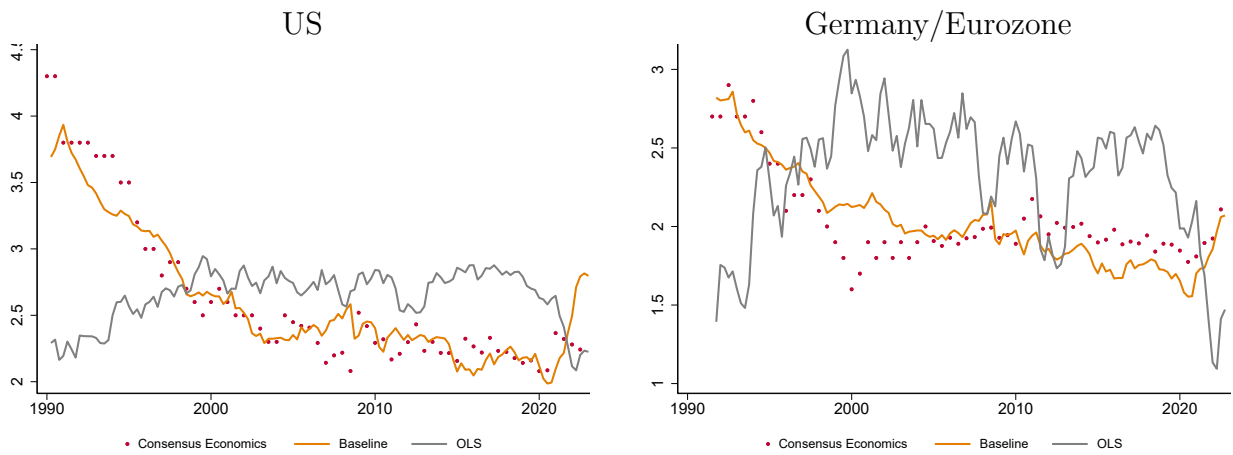 US
Germany/Eurozone
4.5
4
3.5
3
2.5
2
1990
2000
2010
2020
Consensus Economics
Baseline
OLS
3
2.5
2
1.5
1
1990
2000
2010
2020
Consensus Economics
Baseline
OLS